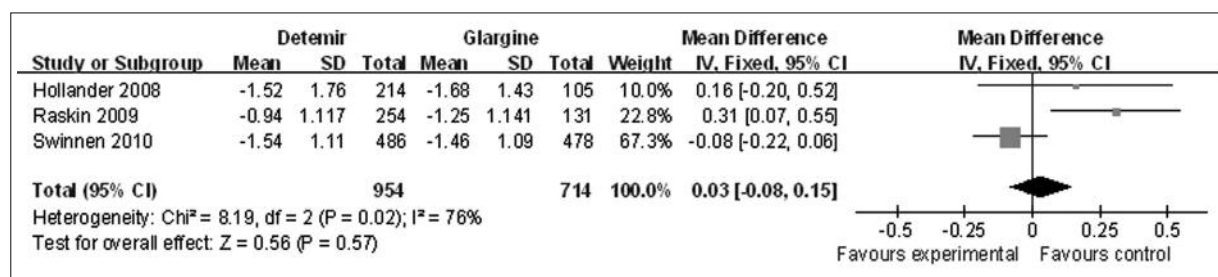 Detemir Glargine Mean Difference Mean Difference
Study or Subgroup Mean SD Total Mean SD Total Weight IV, Fixed, 95% CI IV, Fixed, 95% CI
Hollander 2008 -1.52 1.76 214 -1.68 1.43 105 10.0% 0.16 [-0.20, 0.52]
Raskin 2009 -0.94 1.117 254 -1.25 1.141 131 22.8% 0.31 [0.07, 0.55]
Swinnen 2010 -1.54 1.11 486 -1.46 1.09 478 67.3% -0.08 [-0.22, 0.06]
Total (95% CI) 954 714 100.0% 0.03 [-0.08, 0.15]
Heterogeneity: Chi² = 8.19, df = 2 (P = 0.02); I² = 76%
Test for overall effect: Z = 0.56 (P = 0.57)
-0.5 -0.25 0 0.25 0.5
Favours experimental Favours control